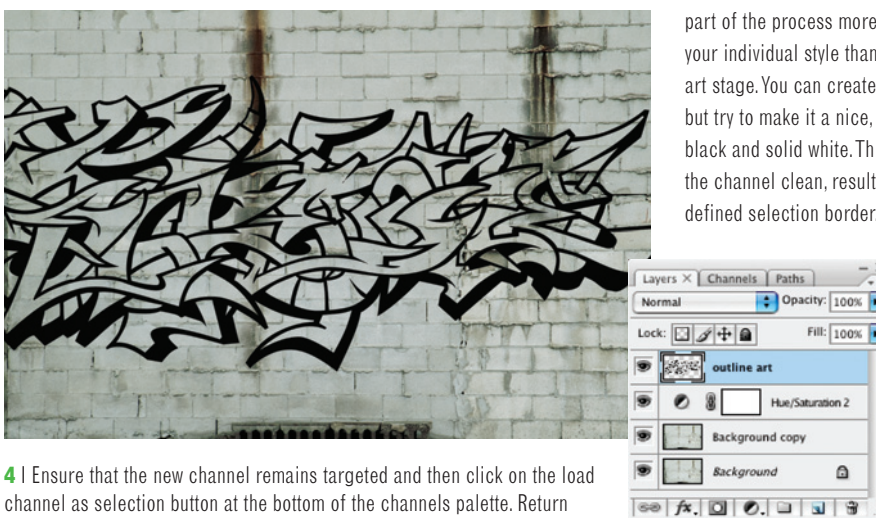 part of the process more
your individual style than
art stage. You can create
but try to make it a nice,
black and solid white. Th
the channel clean, result
defined selection border.
Layers × Channels Paths
Normal Opacity: 100%
Lock: Fill: 100%
outline art
Hue/Saturation 2
Background copy
Background
fx.
4 | Ensure that the new channel remains targeted and then click on the load
channel as selection button at the bottom of the channels palette. Return